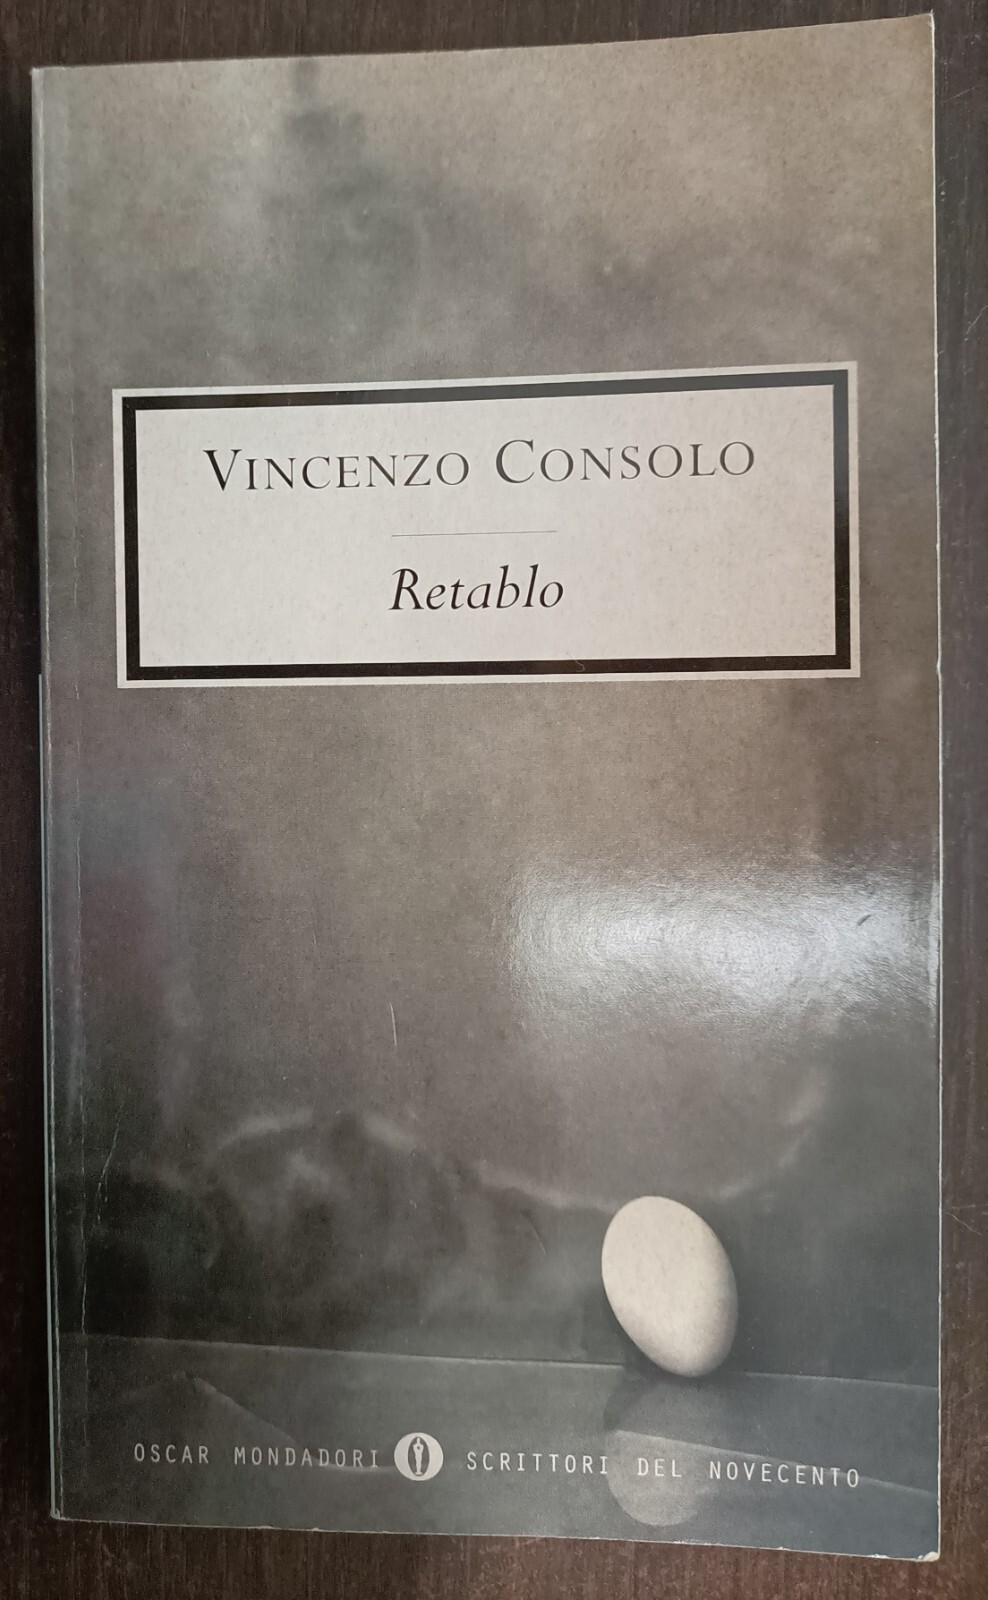 VINCENZO CONSOLO
Retablo
OSCAR MONDADORI SCRITTORI DEL NOVECENTO